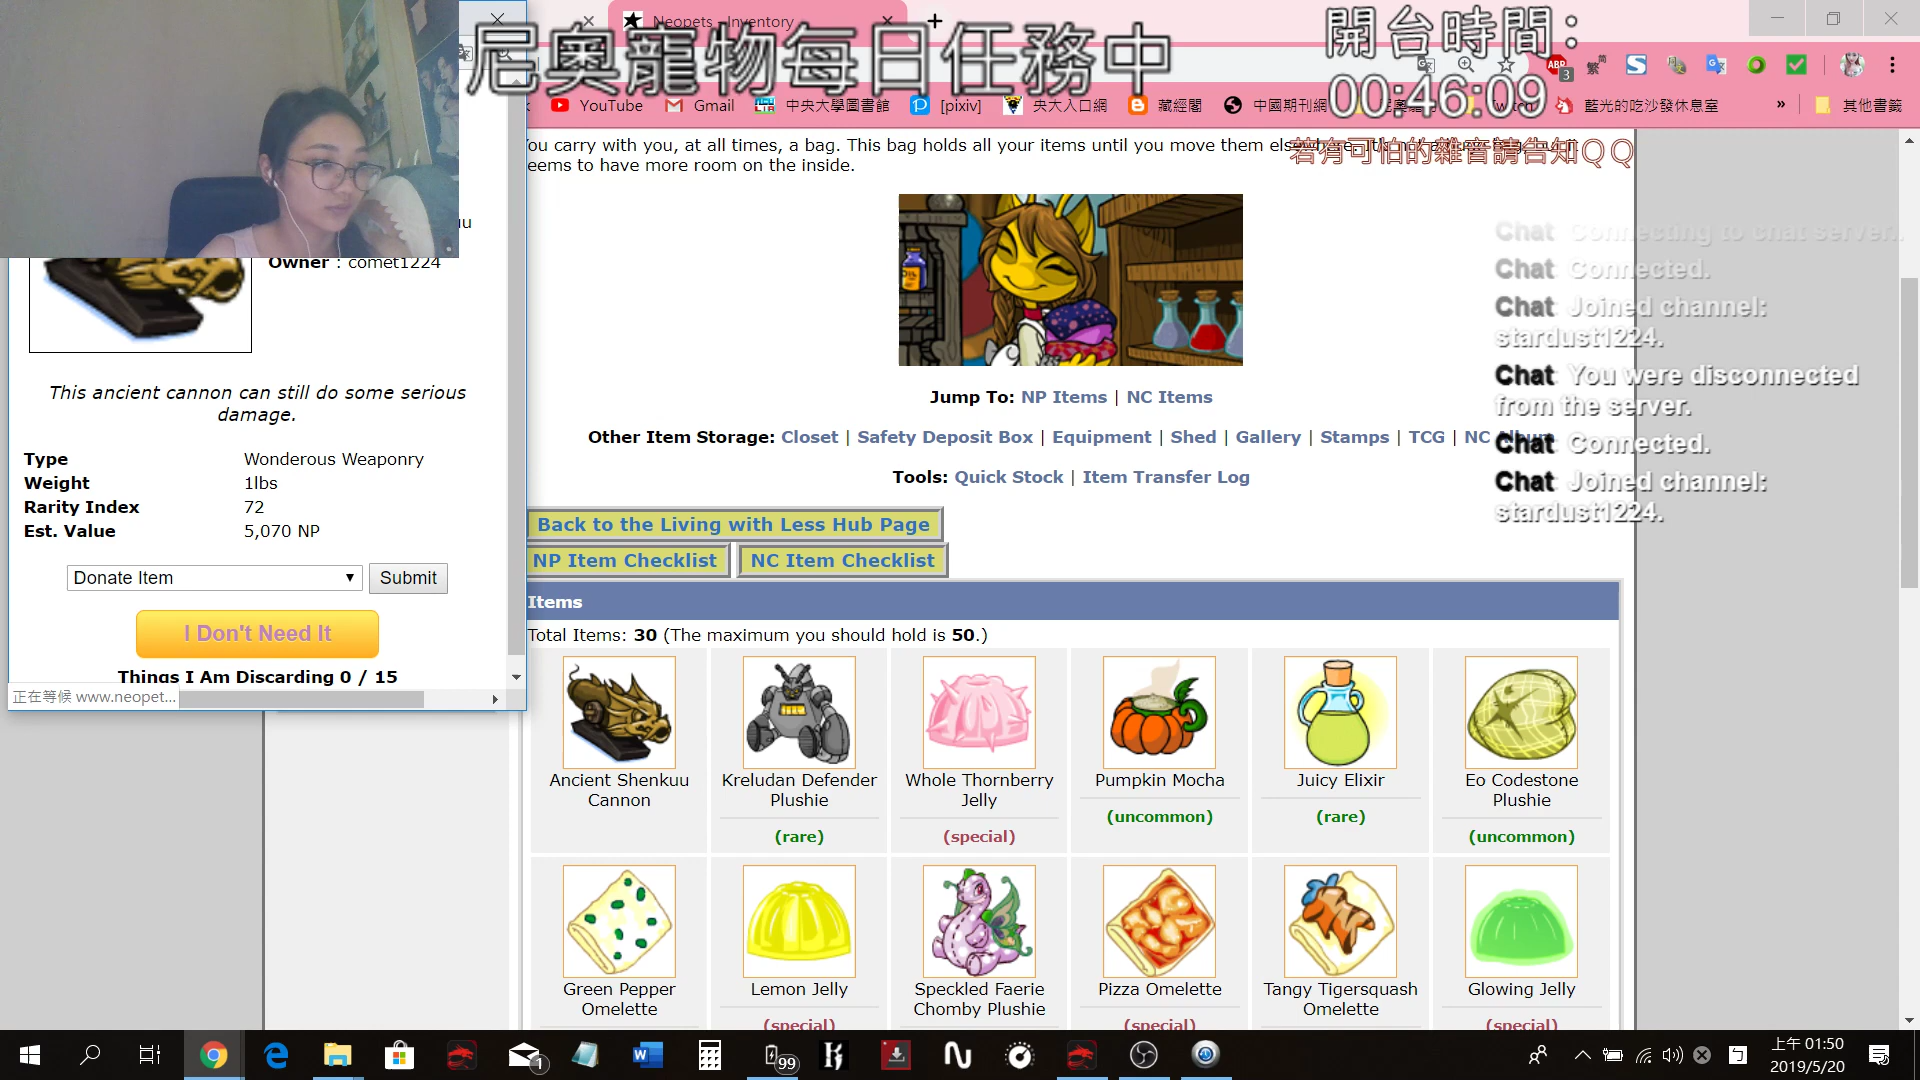 Neopets - Inventory
尼奧寵物每日任務中
開台時間：
00:46:09
YouTube
Gmail
中央大學圖書館
[pixiv]
央大入口網
藏經閣
中國期刊網
Twitch
藍光的吃沙發休息室
»
其他書籤
若有可怕的雜音請告知QQ
You carry with you, at all times, a bag. This bag holds all your items until you move them
seems to have more room on the inside.
Owner : comet1224
This ancient cannon can still do some serious
damage.
Type Wonderous Weaponry
Weight 1lbs
Rarity Index 72
Est. Value 5,070 NP
Donate Item
Submit
I Don't Need It
Things I Am Discarding 0 / 15
正在等候 www.neopet...
Jump To: NP Items | NC Items
Other Item Storage: Closet | Safety Deposit Box | Equipment | Shed | Gallery | Stamps | TCG | NC Album
Tools: Quick Stock | Item Transfer Log
Chat Connecting to chat server..
Chat Connected.
Chat Joined channel:
stardust1224.
Chat You were disconnected
from the server.
Chat Connected.
Chat Joined channel:
stardust1224.
Back to the Living with Less Hub Page
NP Item Checklist
NC Item Checklist
Items
Total Items: 30 (The maximum you should hold is 50.)
Ancient Shenkuu
Cannon
Kreludan Defender
Plushie
(rare)
Whole Thornberry
Jelly
(special)
Pumpkin Mocha
(uncommon)
Juicy Elixir
(rare)
Eo Codestone
Plushie
(uncommon)
Green Pepper
Omelette
Lemon Jelly
(special)
Speckled Faerie
Chomby Plushie
Pizza Omelette
(special)
Tangy Tigersquash
Omelette
Glowing Jelly
(special)
1
99
上午 01:50
2019/5/20